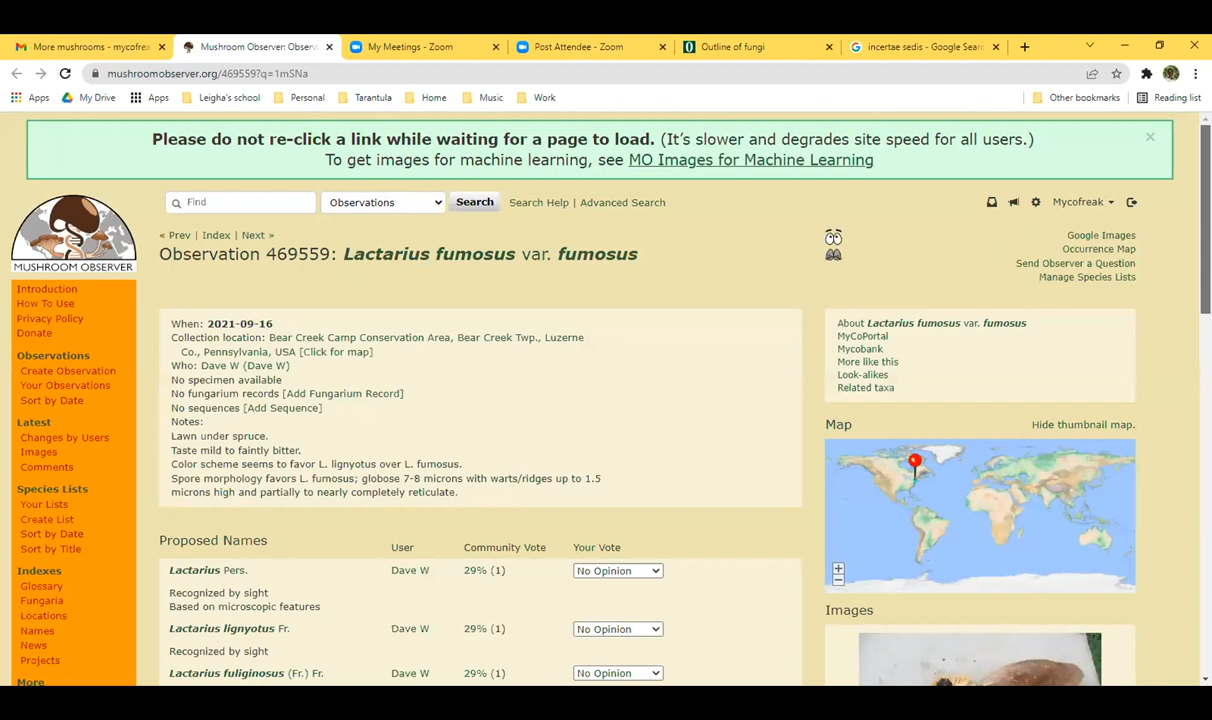 More mushrooms - mycofrea
Mushroom Observer: Observa
My Meetings - Zoom
Post Attendee - Zoom
Outline of fungi
incertae sedis - Google Searc
mushroomobserver.org/469559?q=1mSNa
Apps
My Drive
Apps
Leigha's school
Personal
Tarantula
Home
Music
Work
Other bookmarks
Reading list
Please do not re-click a link while waiting for a page to load. (It's slower and degrades site speed for all users.)
To get images for machine learning, see MO Images for Machine Learning
MUSHROOM OBSERVER
Find
Observations
Search
Search Help | Advanced Search
Mycofreak
« Prev | Index | Next »
Observation 469559: Lactarius fumosus var. fumosus
Google Images
Occurrence Map
Send Observer a Question
Manage Species Lists
Introduction
How To Use
Privacy Policy
Donate
Observations
Create Observation
Your Observations
Sort by Date
Latest
Changes by Users
Images
Comments
Species Lists
Your Lists
Create List
Sort by Date
Sort by Title
Indexes
Glossary
Fungaria
Locations
Names
News
Projects
More
When: 2021-09-16
Collection location: Bear Creek Camp Conservation Area, Bear Creek Twp., Luzerne
Co., Pennsylvania, USA [Click for map]
Who: Dave W (Dave W)
No specimen available
No fungarium records [Add Fungarium Record]
No sequences [Add Sequence]
Notes:
Lawn under spruce.
Taste mild to faintly bitter.
Color scheme seems to favor L. lignyotus over L. fumosus.
Spore morphology favors L. fumosus; globose 7-8 microns with warts/ridges up to 1.5
microns high and partially to nearly completely reticulate.
Proposed Names
User
Community Vote
Your Vote
Lactarius Pers.
Dave W
29% (1)
No Opinion
Recognized by sight
Based on microscopic features
Lactarius lignyotus Fr.
Dave W
29% (1)
No Opinion
Recognized by sight
Lactarius fuliginosus (Fr.) Fr.
Dave W
29% (1)
No Opinion
About Lactarius fumosus var. fumosus
MyCoPortal
Mycobank
More like this
Look-alikes
Related taxa
Map
Hide thumbnail map.
Images